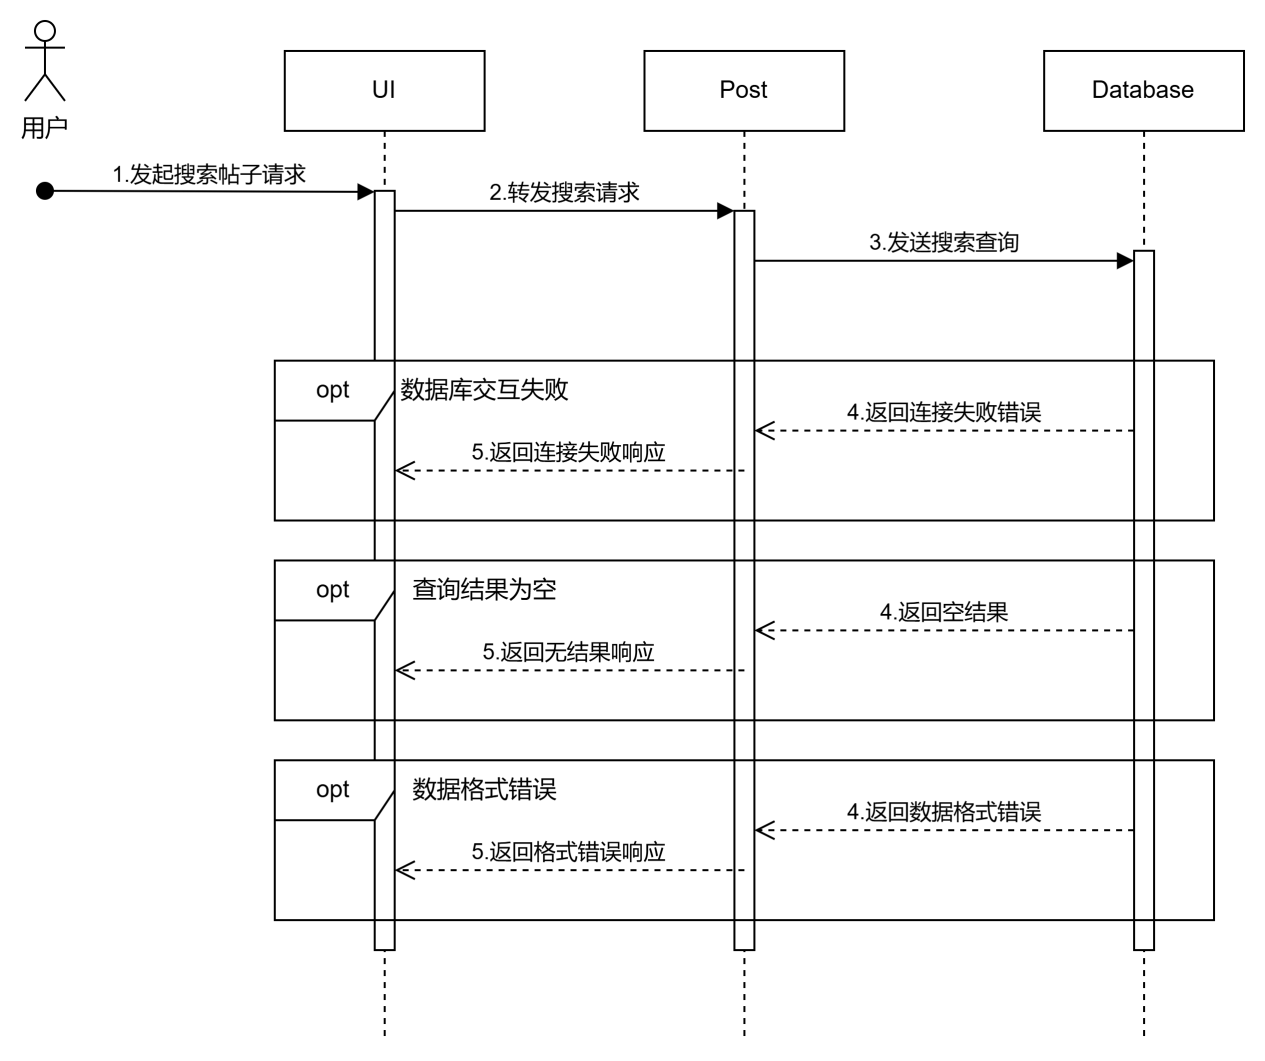 用户
UI
Post
Database
1.发起搜索帖子请求
2.转发搜索请求
3.发送搜索查询
opt
数据库交互失败
4.返回连接失败错误
5.返回连接失败响应
opt
查询结果为空
4.返回空结果
5.返回无结果响应
opt
数据格式错误
4.返回数据格式错误
5.返回格式错误响应